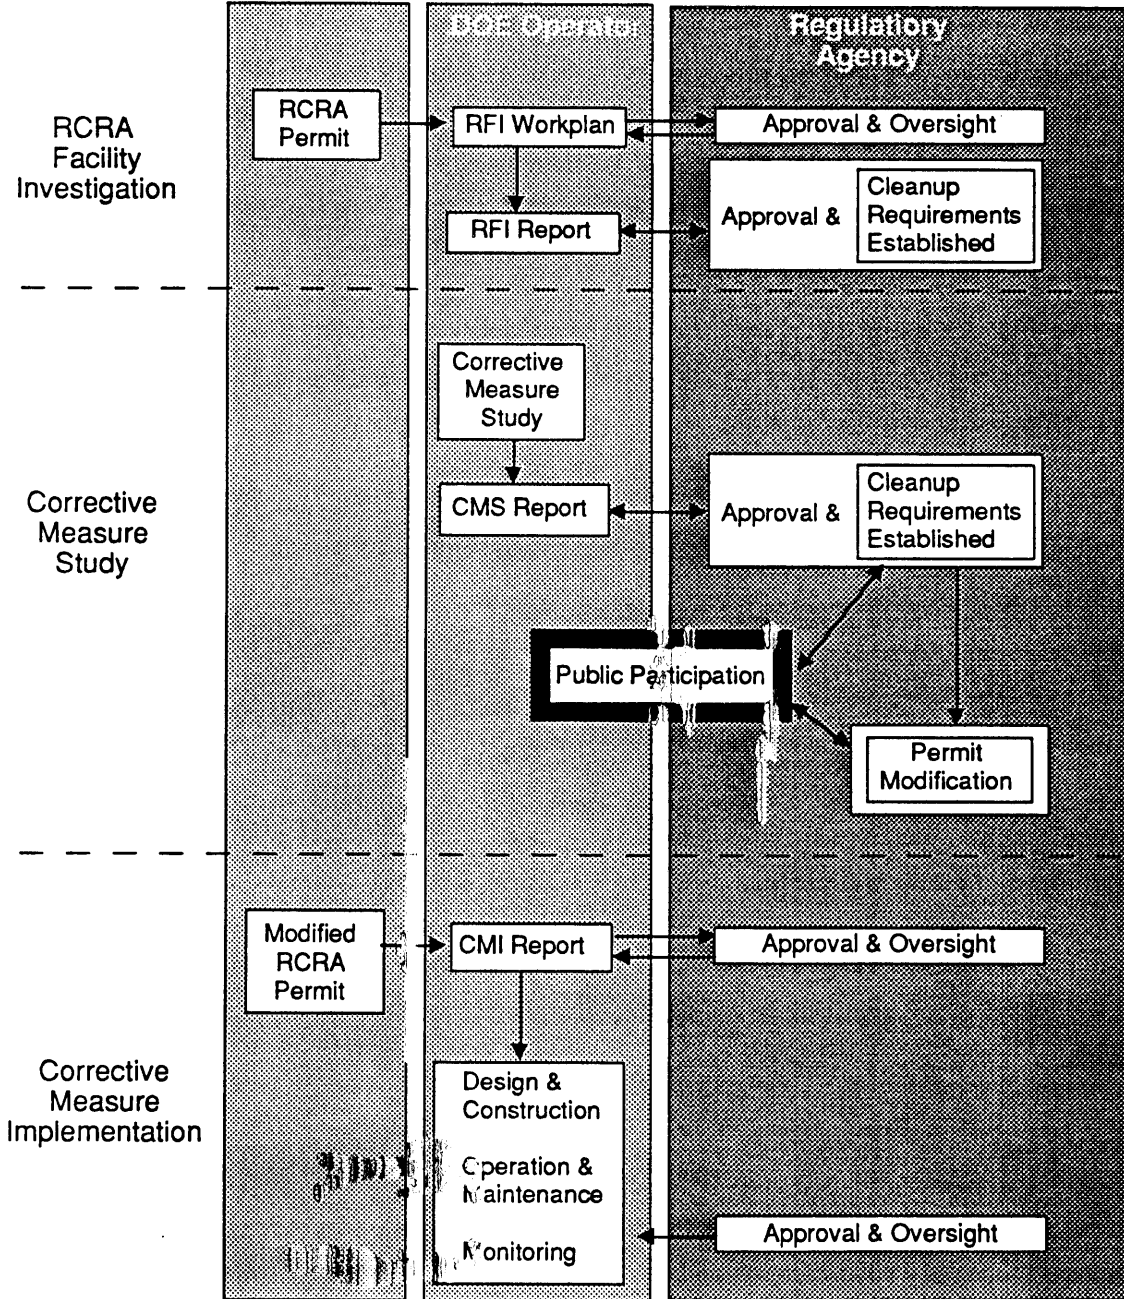 DOE Operator
Regulatiory
Agency
RCRA
Facility
Investigation
RCRA
Permit
RFI Workplan
Approval & Oversight
RFI Report
Approval &
Cleanup
Requirements
Established
Corrective
Measure
Study
Corrective
Measure
Study
CMS Report
Approval &
Cleanup
Requirements
Established
Public Participation
Permit
Modification
Corrective
Measure
Implementation
Modified
RCRA
Permit
CMI Report
Approval & Oversight
Design &
Construction
Operation &
Maintenance
Monitoring
Approval & Oversight